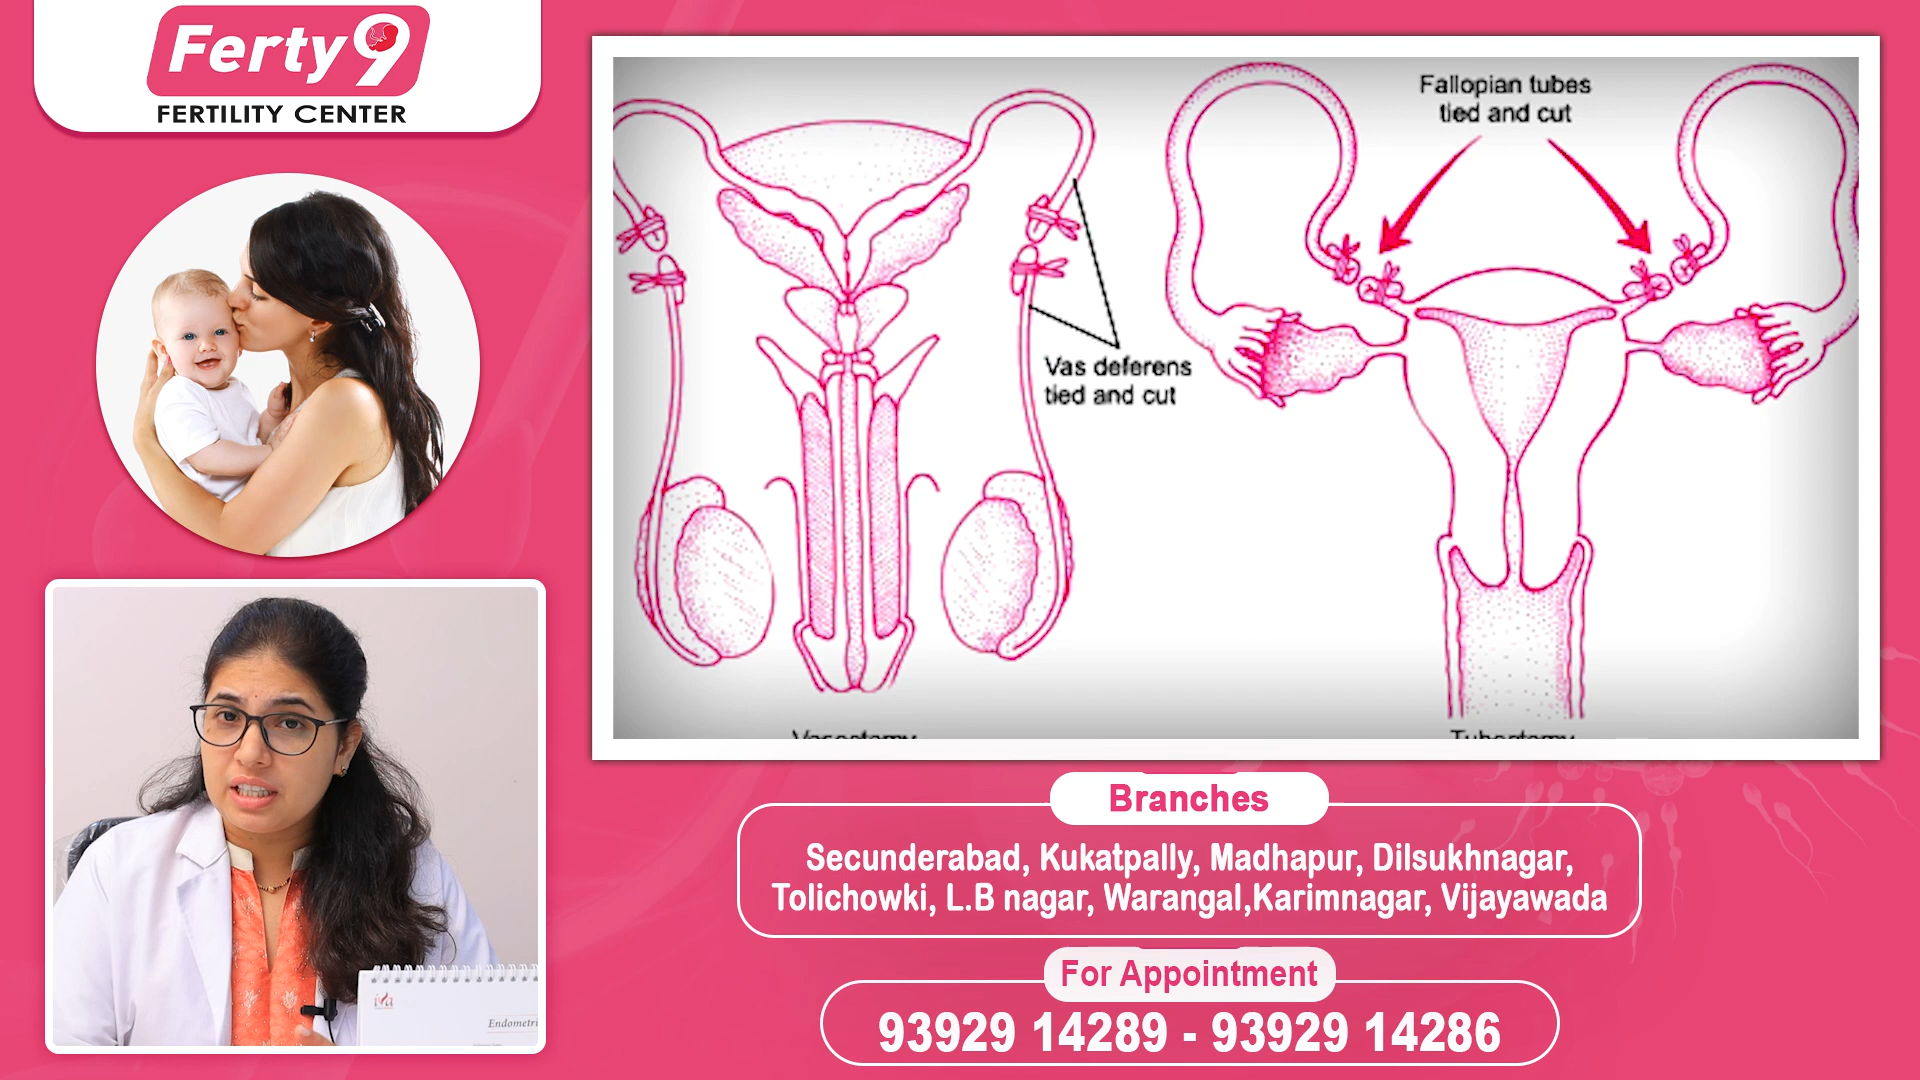 Ferty9
FERTILITY CENTER
Fallopian tubes
tied and cut
Vas deferens
tied and cut
Branches
Secunderabad, Kukatpally, Madhapur, Dilsukhnagar,
Tolichowki, L.B nagar, Warangal,Karimnagar, Vijayawada
For Appointment
93929 14289 - 93929 14286
iva